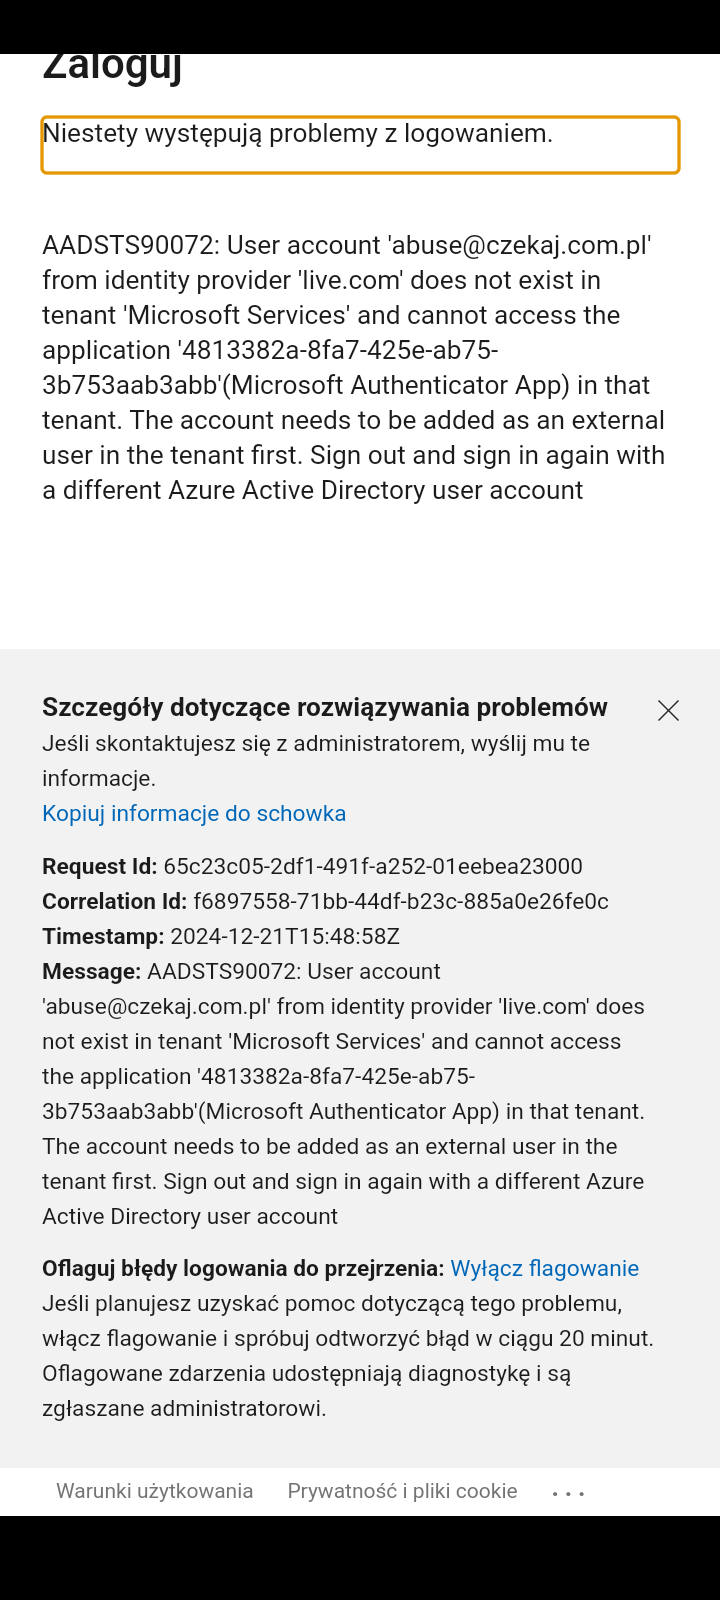 Zaloguj
Niestety występują problemy z logowaniem.
AADSTS90072: User account 'abuse@czekaj.com.pl'
from identity provider 'live.com' does not exist in
tenant 'Microsoft Services' and cannot access the
application '4813382a-8fa7-425e-ab75-
3b753aab3abb'(Microsoft Authenticator App) in that
tenant. The account needs to be added as an external
user in the tenant first. Sign out and sign in again with
a different Azure Active Directory user account
Szczegóły dotyczące rozwiązywania problemów
Jeśli skontaktujesz się z administratorem, wyślij mu te
informacje.
Kopiuj informacje do schowka
Request Id: 65c23c05-2df1-491f-a252-01eebea23000
Correlation Id: f6897558-71bb-44df-b23c-885a0e26fe0c
Timestamp: 2024-12-21T15:48:58Z
Message: AADSTS90072: User account
'abuse@czekaj.com.pl' from identity provider 'live.com' does
not exist in tenant 'Microsoft Services' and cannot access
the application '4813382a-8fa7-425e-ab75-
3b753aab3abb'(Microsoft Authenticator App) in that tenant.
The account needs to be added as an external user in the
tenant first. Sign out and sign in again with a different Azure
Active Directory user account
Oflaguj błędy logowania do przejrzenia: Wyłącz flagowanie
Jeśli planujesz uzyskać pomoc dotyczącą tego problemu,
włącz flagowanie i spróbuj odtworzyć błąd w ciągu 20 minut.
Oflagowane zdarzenia udostępniają diagnostykę i są
zgłaszane administratorowi.
Warunki użytkowania Prywatność i pliki cookie ...